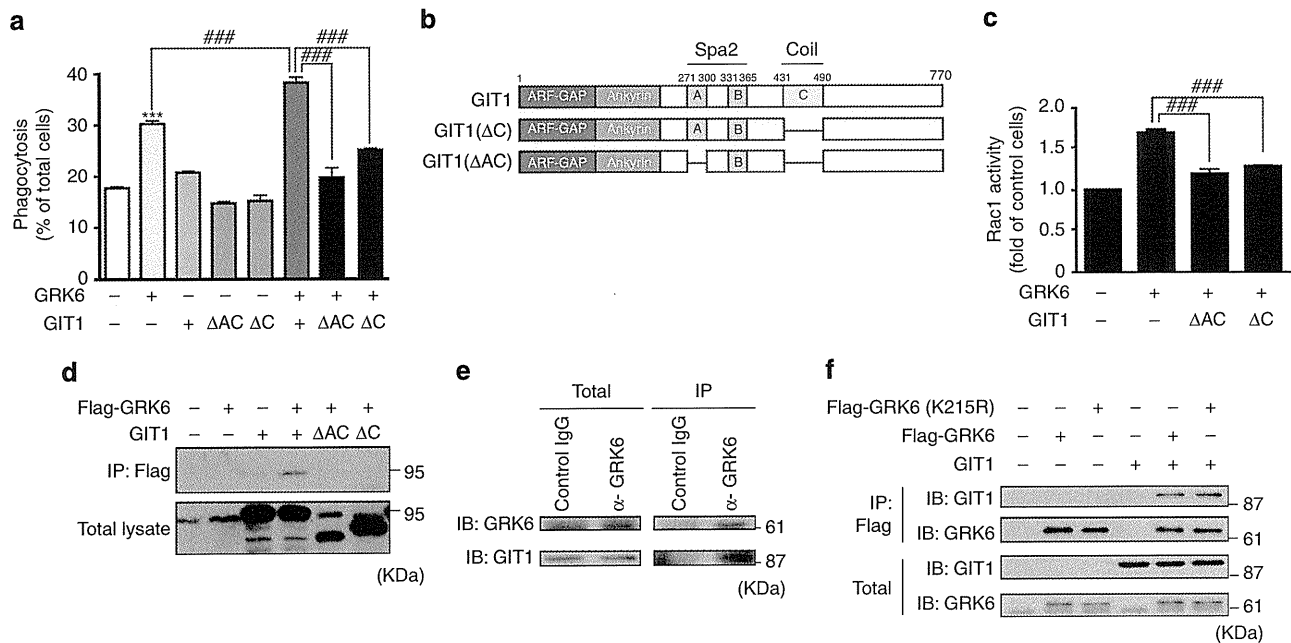 a
###
###
###
***
Phagocytosis
(% of total cells)
40
30
20
10
0
GRK6 – + – – – + + +
GIT1 – – + ΔAC ΔC + ΔAC ΔC
b
Spa2 Coil
1 271 300 331 365 431 490 770
GIT1 ARF-GAP Ankyrin A B C
GIT1(ΔC) ARF-GAP Ankyrin A B
GIT1(ΔAC) ARF-GAP Ankyrin B
c
###
###
Rac1 activity
(fold of control cells)
2.0
1.5
1.0
0.5
0
GRK6 – + + +
GIT1 – – ΔAC ΔC
d
Flag-GRK6 – + – + + +
GIT1 – – + + ΔAC ΔC
IP: Flag 95
Total lysate 95
(KDa)
e
Total IP
Control IgG α- GRK6 Control IgG α- GRK6
IB: GRK6 61
IB: GIT1 87
(KDa)
f
Flag-GRK6 (K215R) – – + – – +
Flag-GRK6 – + – – + –
GIT1 – – – + + +
IP: Flag
IB: GIT1 87
IB: GRK6 61
Total
IB: GIT1 87
IB: GRK6 61
(KDa)